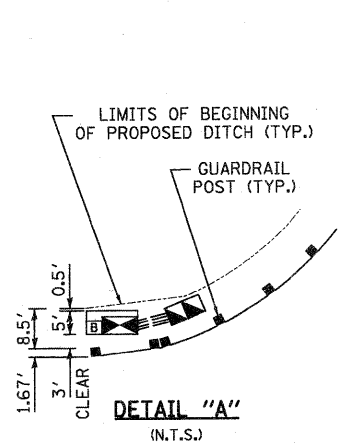 LIMITS OF BEGINNING
OF PROPOSED DITCH (TYP.)
GUARDRAIL
POST (TYP.)
0.5'
5'
8.5'
B
1.67'
3'
CLEAR
DETAIL "A"
(N.T.S.)